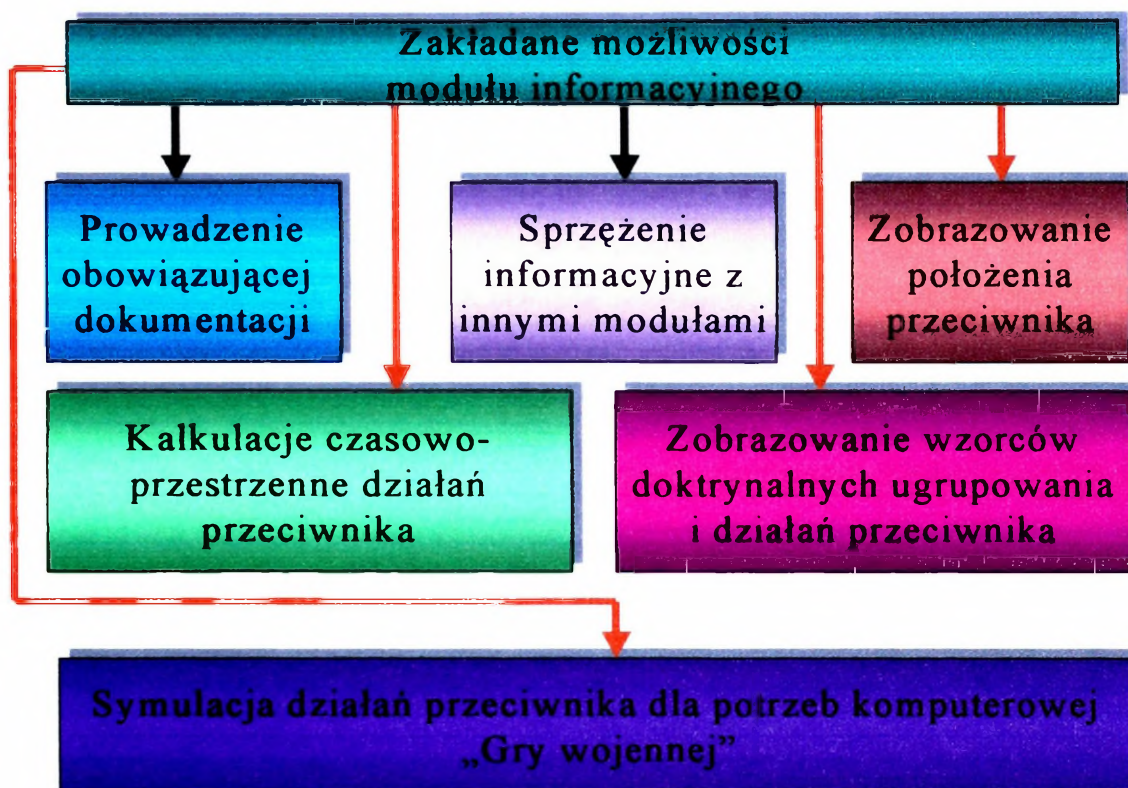 Zakładane możliwości
modułu informacyjnego
Prowadzenie
obowiązującej
dokumentacji
Sprzężenie
informacyjne z
innymi modułami
Zobrazowanie
położenia
przeciwnika
Kalkulacje czasowo-
przestrzenne działań
przeciwnika
Zobrazowanie wzorców
doktrynalnych ugrupowania
i działań przeciwnika
Symulacja działań przeciwnika dla potrzeb komputerowej
„Gry wojennej”